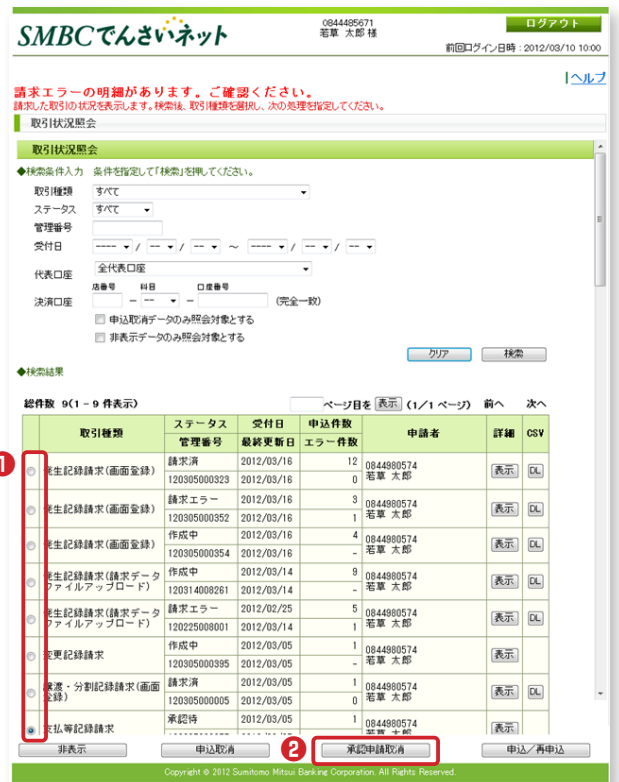 SMBCでんさいネット
0844485671
若草 太郎 様
ログアウト
前回ログイン日時：2012/03/10 10:00
ヘルプ
請求エラーの明細があります。ご確認ください。
請求した取引の状況を表示します。検索後、取引種類を選択し、次の処理を指定してください。
取引状況照会
取引状況照会
◆検索条件入力 条件を指定して「検索」を押してください。
取引種類 すべて
ステータス すべて
管理番号
受付日 ---- / -- / -- ～ ---- / -- / --
代表口座 全代表口座
店番号 科目 口座番号
決済口座 － -- － (完全一致)
申込取消データのみ照会対象とする
非表示データのみ照会対象とする
クリア 検索
◆検索結果
総件数 9(1－9 件表示) ページ目を 表示 (1/1 ページ) 前へ 次へ
取引種類 ステータス 受付日 申込件数 申請者 詳細 CSV
管理番号 最終更新日 エラー件数
1
発生記録請求(画面登録) 請求済 2012/03/16 12 0844980574 若草 太郎 表示 DL
120305000323 2012/03/16 0
発生記録請求(画面登録) 請求エラー 2012/03/16 3 0844980574 若草 太郎 表示 DL
120305000352 2012/03/16 1
発生記録請求(画面登録) 作成中 2012/03/16 4 0844980574 若草 太郎 表示 DL
120305000354 2012/03/16 -
発生記録請求(請求データファイルアップロード) 作成中 2012/03/14 9 0844980574 若草 太郎 表示 DL
120314008261 2012/03/14 -
発生記録請求(請求データファイルアップロード) 請求エラー 2012/02/25 5 0844980574 若草 太郎 表示 DL
120225008001 2012/03/14 1
変更記録請求 作成中 2012/03/05 1 0844980574 若草 太郎 表示
120305000395 2012/03/05 -
譲渡・分割記録請求(画面登録) 請求済 2012/03/05 1 0844980574 若草 太郎 表示 DL
120305000005 2012/03/05 0
支払等記録請求 承認待 2012/03/05 1 0844980574 若草 太郎 表示
非表示 申込取消 2 承認申請取消 申込／再申込
Copyright © 2012 Sumitomo Mitsui Banking Corporation. All Rights Reserved.